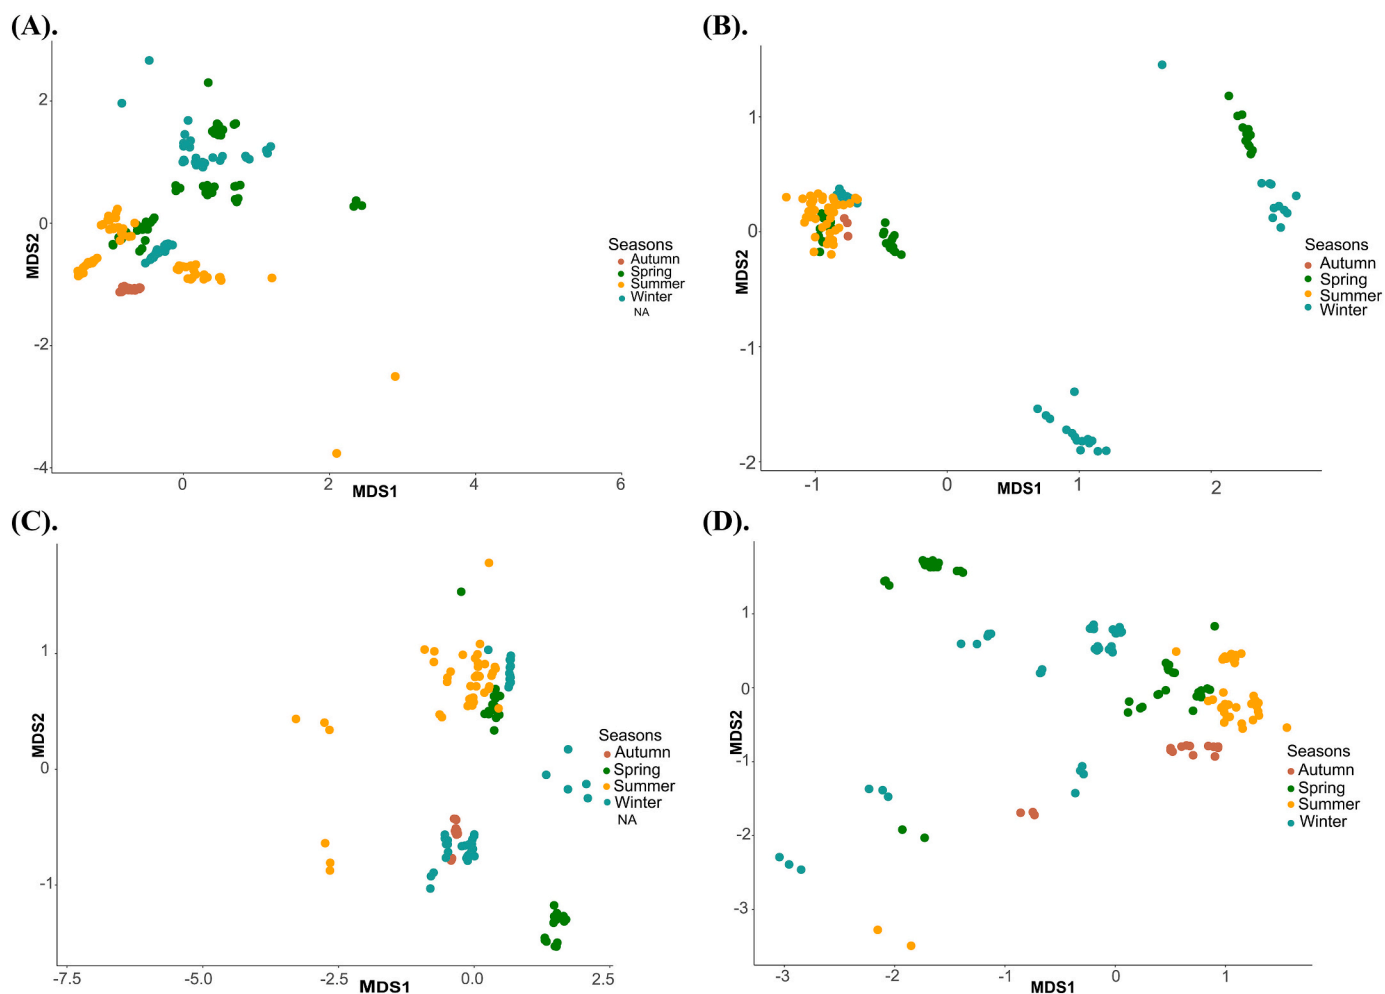 (A).
2
0
-2
-4
MDS2
0
2
4
6
MDS1
Seasons
Autumn
Spring
Summer
Winter
NA
(B).
1
0
-1
-2
MDS2
-1
0
1
2
MDS1
Seasons
Autumn
Spring
Summer
Winter
(C).
1
0
-1
MDS2
-7.5
-5.0
-2.5
0.0
2.5
MDS1
Seasons
Autumn
Spring
Summer
Winter
NA
(D).
1
0
-1
-2
-3
MDS2
-3
-2
-1
0
1
MDS1
Seasons
Autumn
Spring
Summer
Winter